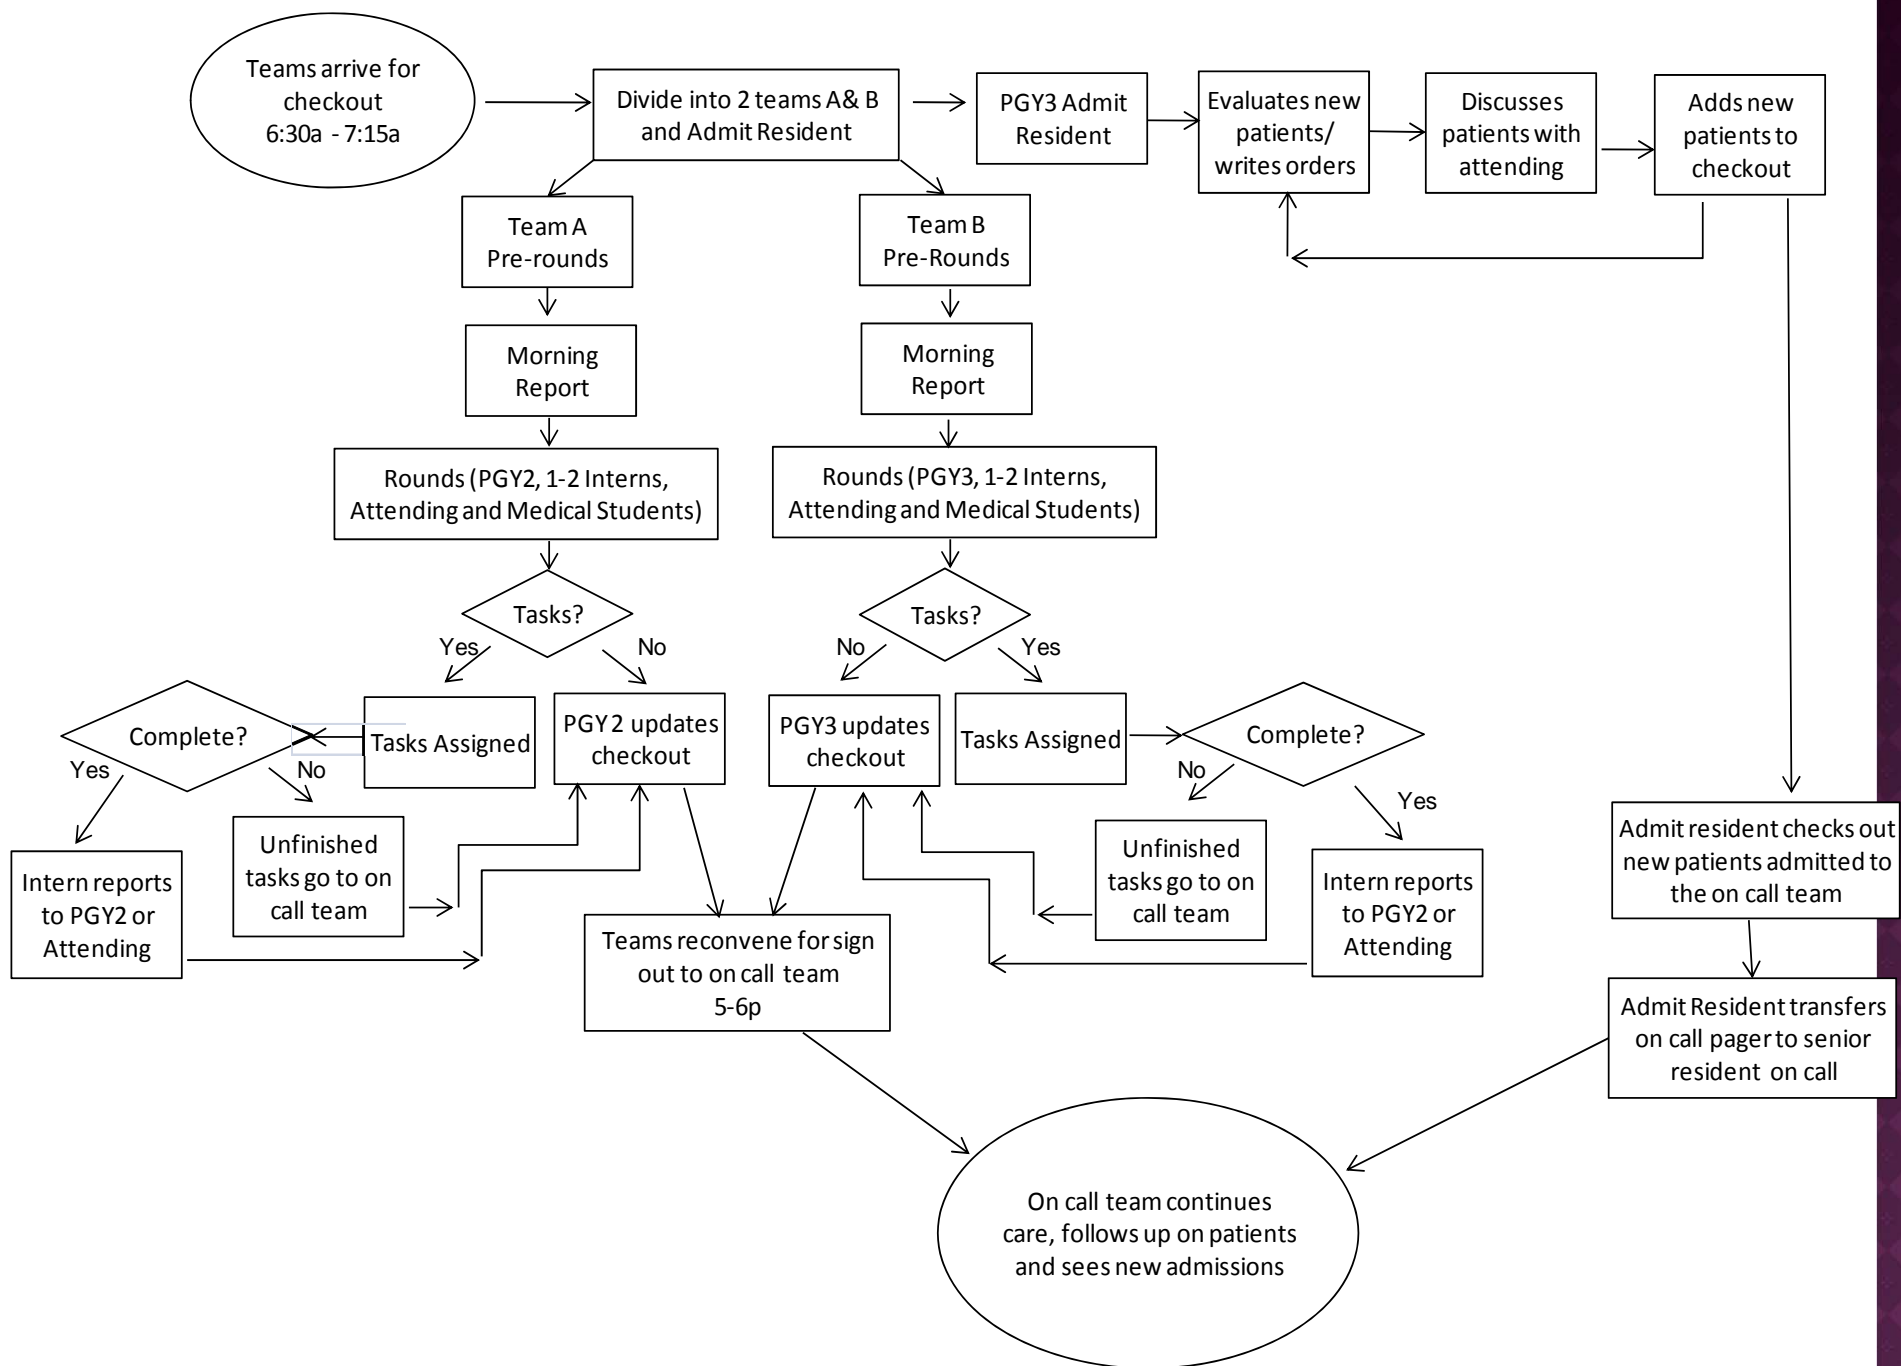 Teams arrive for
checkout
6:30a - 7:15a
Divide into 2 teams A& B
and Admit Resident
PGY3 Admit
Resident
Evaluates new
patients/
writes orders
Discusses
patients with
attending
Adds new
patients to
checkout
Team A
Pre-rounds
Team B
Pre-Rounds
Morning
Report
Morning
Report
Rounds (PGY2, 1-2 Interns,
Attending and Medical Students)
Rounds (PGY3, 1-2 Interns,
Attending and Medical Students)
Tasks?
Yes
No
Tasks?
No
Yes
Complete?
Yes
No
Tasks Assigned
PGY2 updates
checkout
PGY3 updates
checkout
Tasks Assigned
Complete?
No
Yes
Intern reports
to PGY2 or
Attending
Unfinished
tasks go to on
call team
Unfinished
tasks go to on
call team
Intern reports
to PGY2 or
Attending
Admit resident checks out
new patients admitted to
the on call team
Teams reconvene for sign
out to on call team
5-6p
Admit Resident transfers
on call pager to senior
resident on call
On call team continues
care, follows up on patients
and sees new admissions